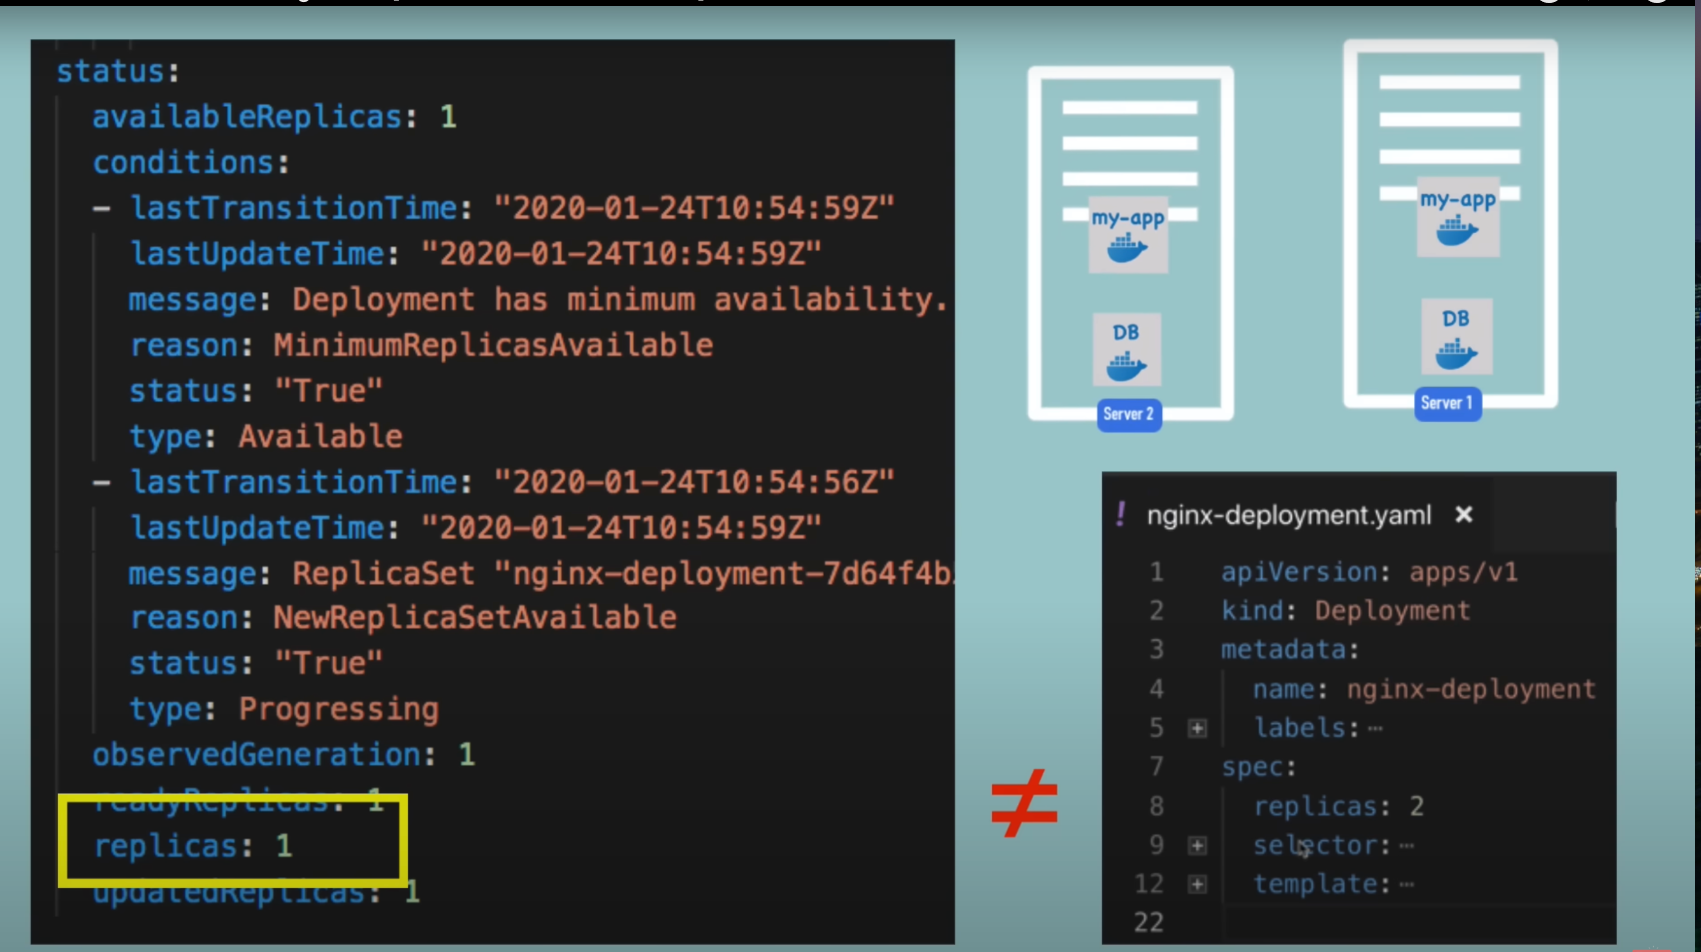 status:
availableReplicas: 1
conditions:
- lastTransitionTime: "2020-01-24T10:54:59Z"
lastUpdateTime: "2020-01-24T10:54:59Z"
message: Deployment has minimum availability.
reason: MinimumReplicasAvailable
status: "True"
type: Available
- lastTransitionTime: "2020-01-24T10:54:56Z"
lastUpdateTime: "2020-01-24T10:54:59Z"
message: ReplicaSet "nginx-deployment-7d64f4b
reason: NewReplicaSetAvailable
status: "True"
type: Progressing
observedGeneration: 1
readyReplicas: 1
replicas: 1
updatedReplicas: 1
my-app
DB
Server 2
my-app
DB
Server 1
≠
! nginx-deployment.yaml ×
1 apiVersion: apps/v1
2 kind: Deployment
3 metadata:
4 name: nginx-deployment
5 labels:…
7 spec:
8 replicas: 2
9 selector:…
12 template:…
22